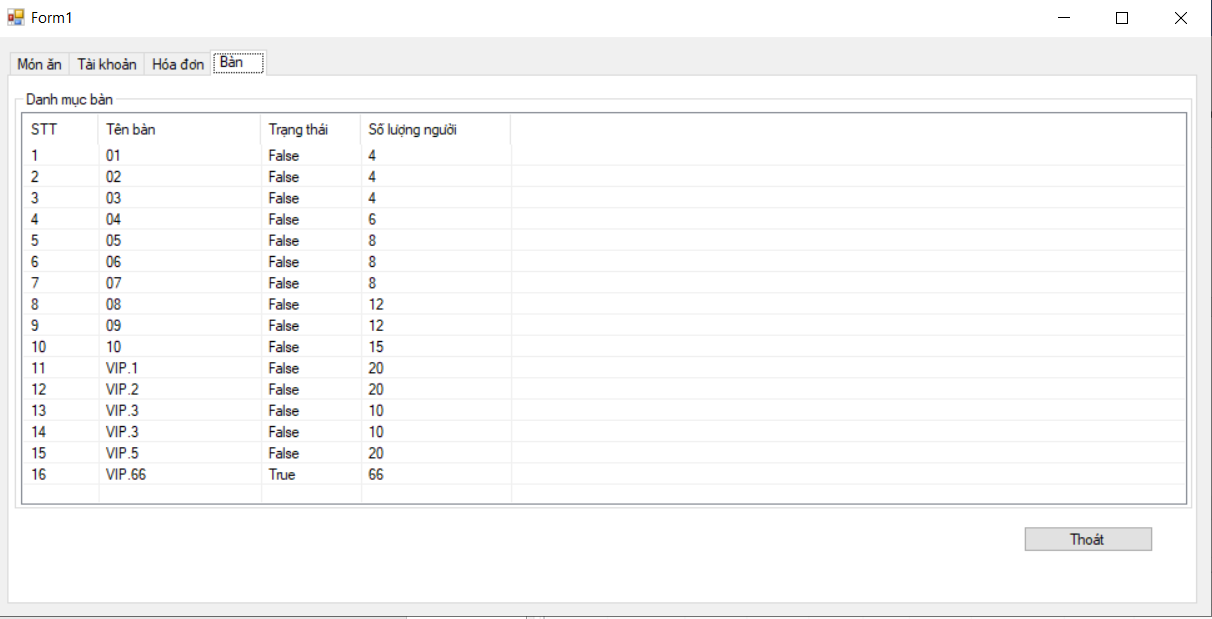 Form1
Món ăn Tài khoản Hóa đơn Bàn
Danh mục bàn
STT Tên bàn Trạng thái Số lượng người
1 01 False 4
2 02 False 4
3 03 False 4
4 04 False 6
5 05 False 8
6 06 False 8
7 07 False 8
8 08 False 12
9 09 False 12
10 10 False 15
11 VIP.1 False 20
12 VIP.2 False 20
13 VIP.3 False 10
14 VIP.3 False 10
15 VIP.5 False 20
16 VIP.66 True 66
Thoát